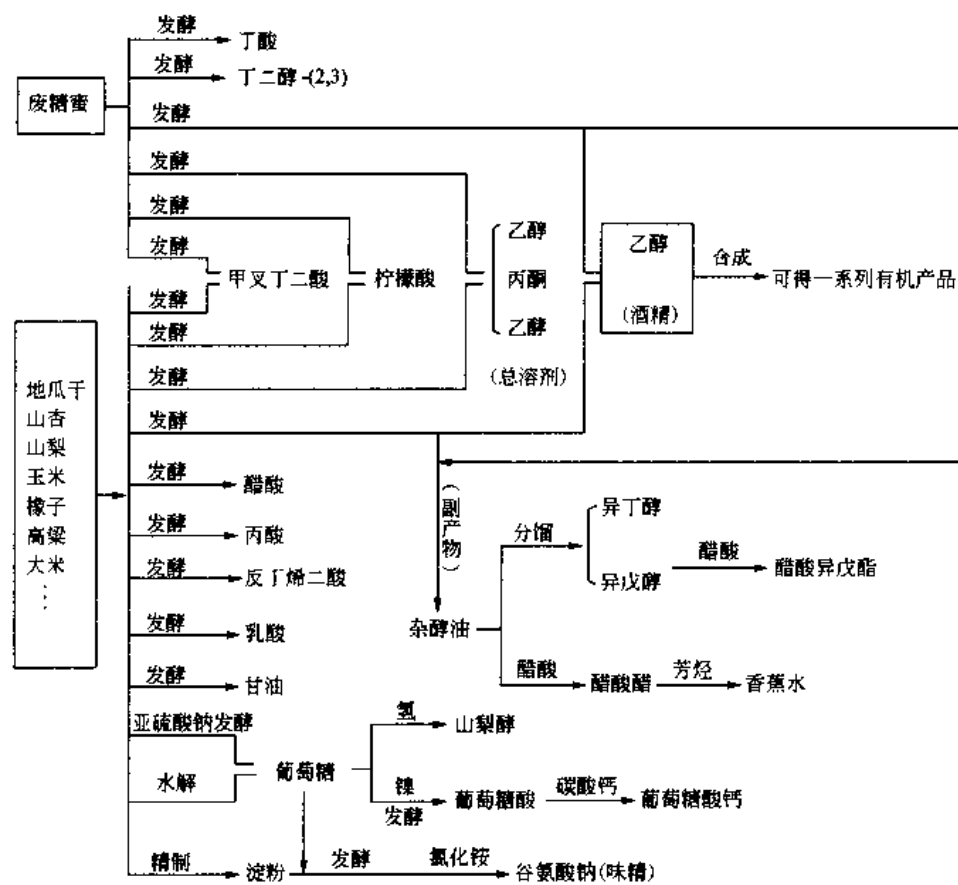 发酵
丁酸
发酵
丁二醇-(2,3)
废糖蜜
发酵
发酵
发酵
发酵
甲叉丁二酸
柠檬酸
乙醇
丙酮
乙酵
(总溶剂)
乙醇
(酒精)
合成
可得一系列有机产品
发酵
发酵
发酵
发酵
地瓜干
山杏
山梨
玉米
橡子
高粱
大米
⋮
发酵
醋酸
发酵
丙酸
发酵
反丁烯二酸
发酵
乳酸
发酵
甘油
(副产物)
杂醇油
分馏
异丁醇
异戊醇
醋酸
醋酸异戊酯
醋酸
醋酸醋
芳烃
香蕉水
亚硫酸钠发酵
水解
葡萄糖
氢
山梨酵
镍
发酵
葡萄糖酸
碳酸钙
葡萄糖酸钙
精制
淀粉
发酵
氯化铵
谷氨酸钠(味精)